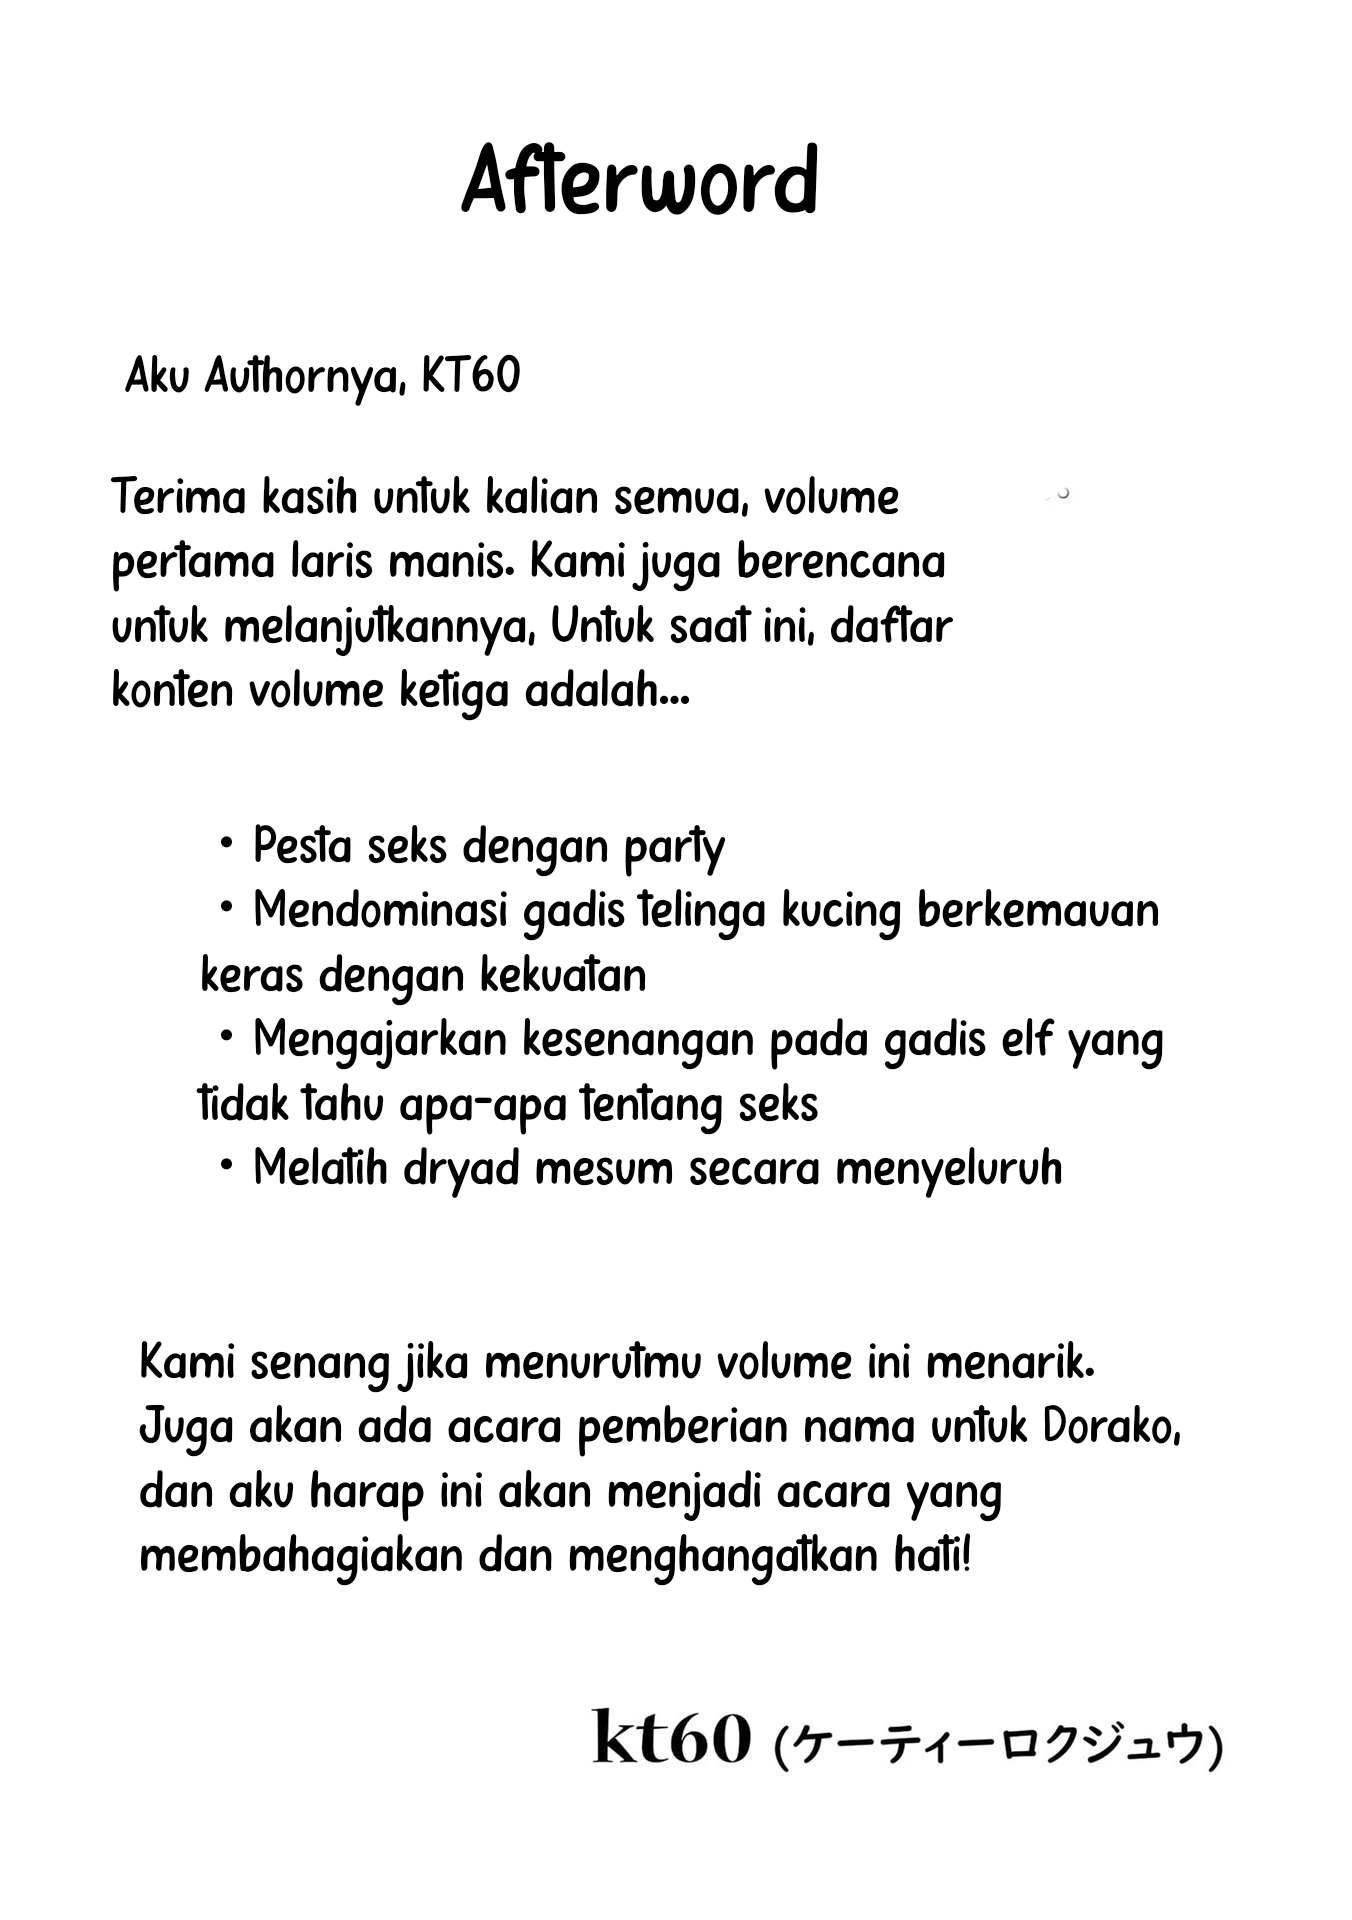 Afterword
Aku Authornya, KT60
Terima kasih untuk kalian semua, volume
pertama laris manis. Kami juga berencana
untuk melanjutkannya, Untuk saat ini, daftar
konten volume ketiga adalah...
• Pesta seks dengan party
• Mendominasi gadis telinga kucing berkemauan
keras dengan kekuatan
• Mengajarkan kesenangan pada gadis elf yang
tidak tahu apa-apa tentang seks
• Melatih dryad mesum secara menyeluruh
Kami senang jika menurutmu volume ini menarik.
Juga akan ada acara pemberian nama untuk Dorako,
dan aku harap ini akan menjadi acara yang
membahagiakan dan menghangatkan hati!
kt60 (ケーティーロクジュウ)